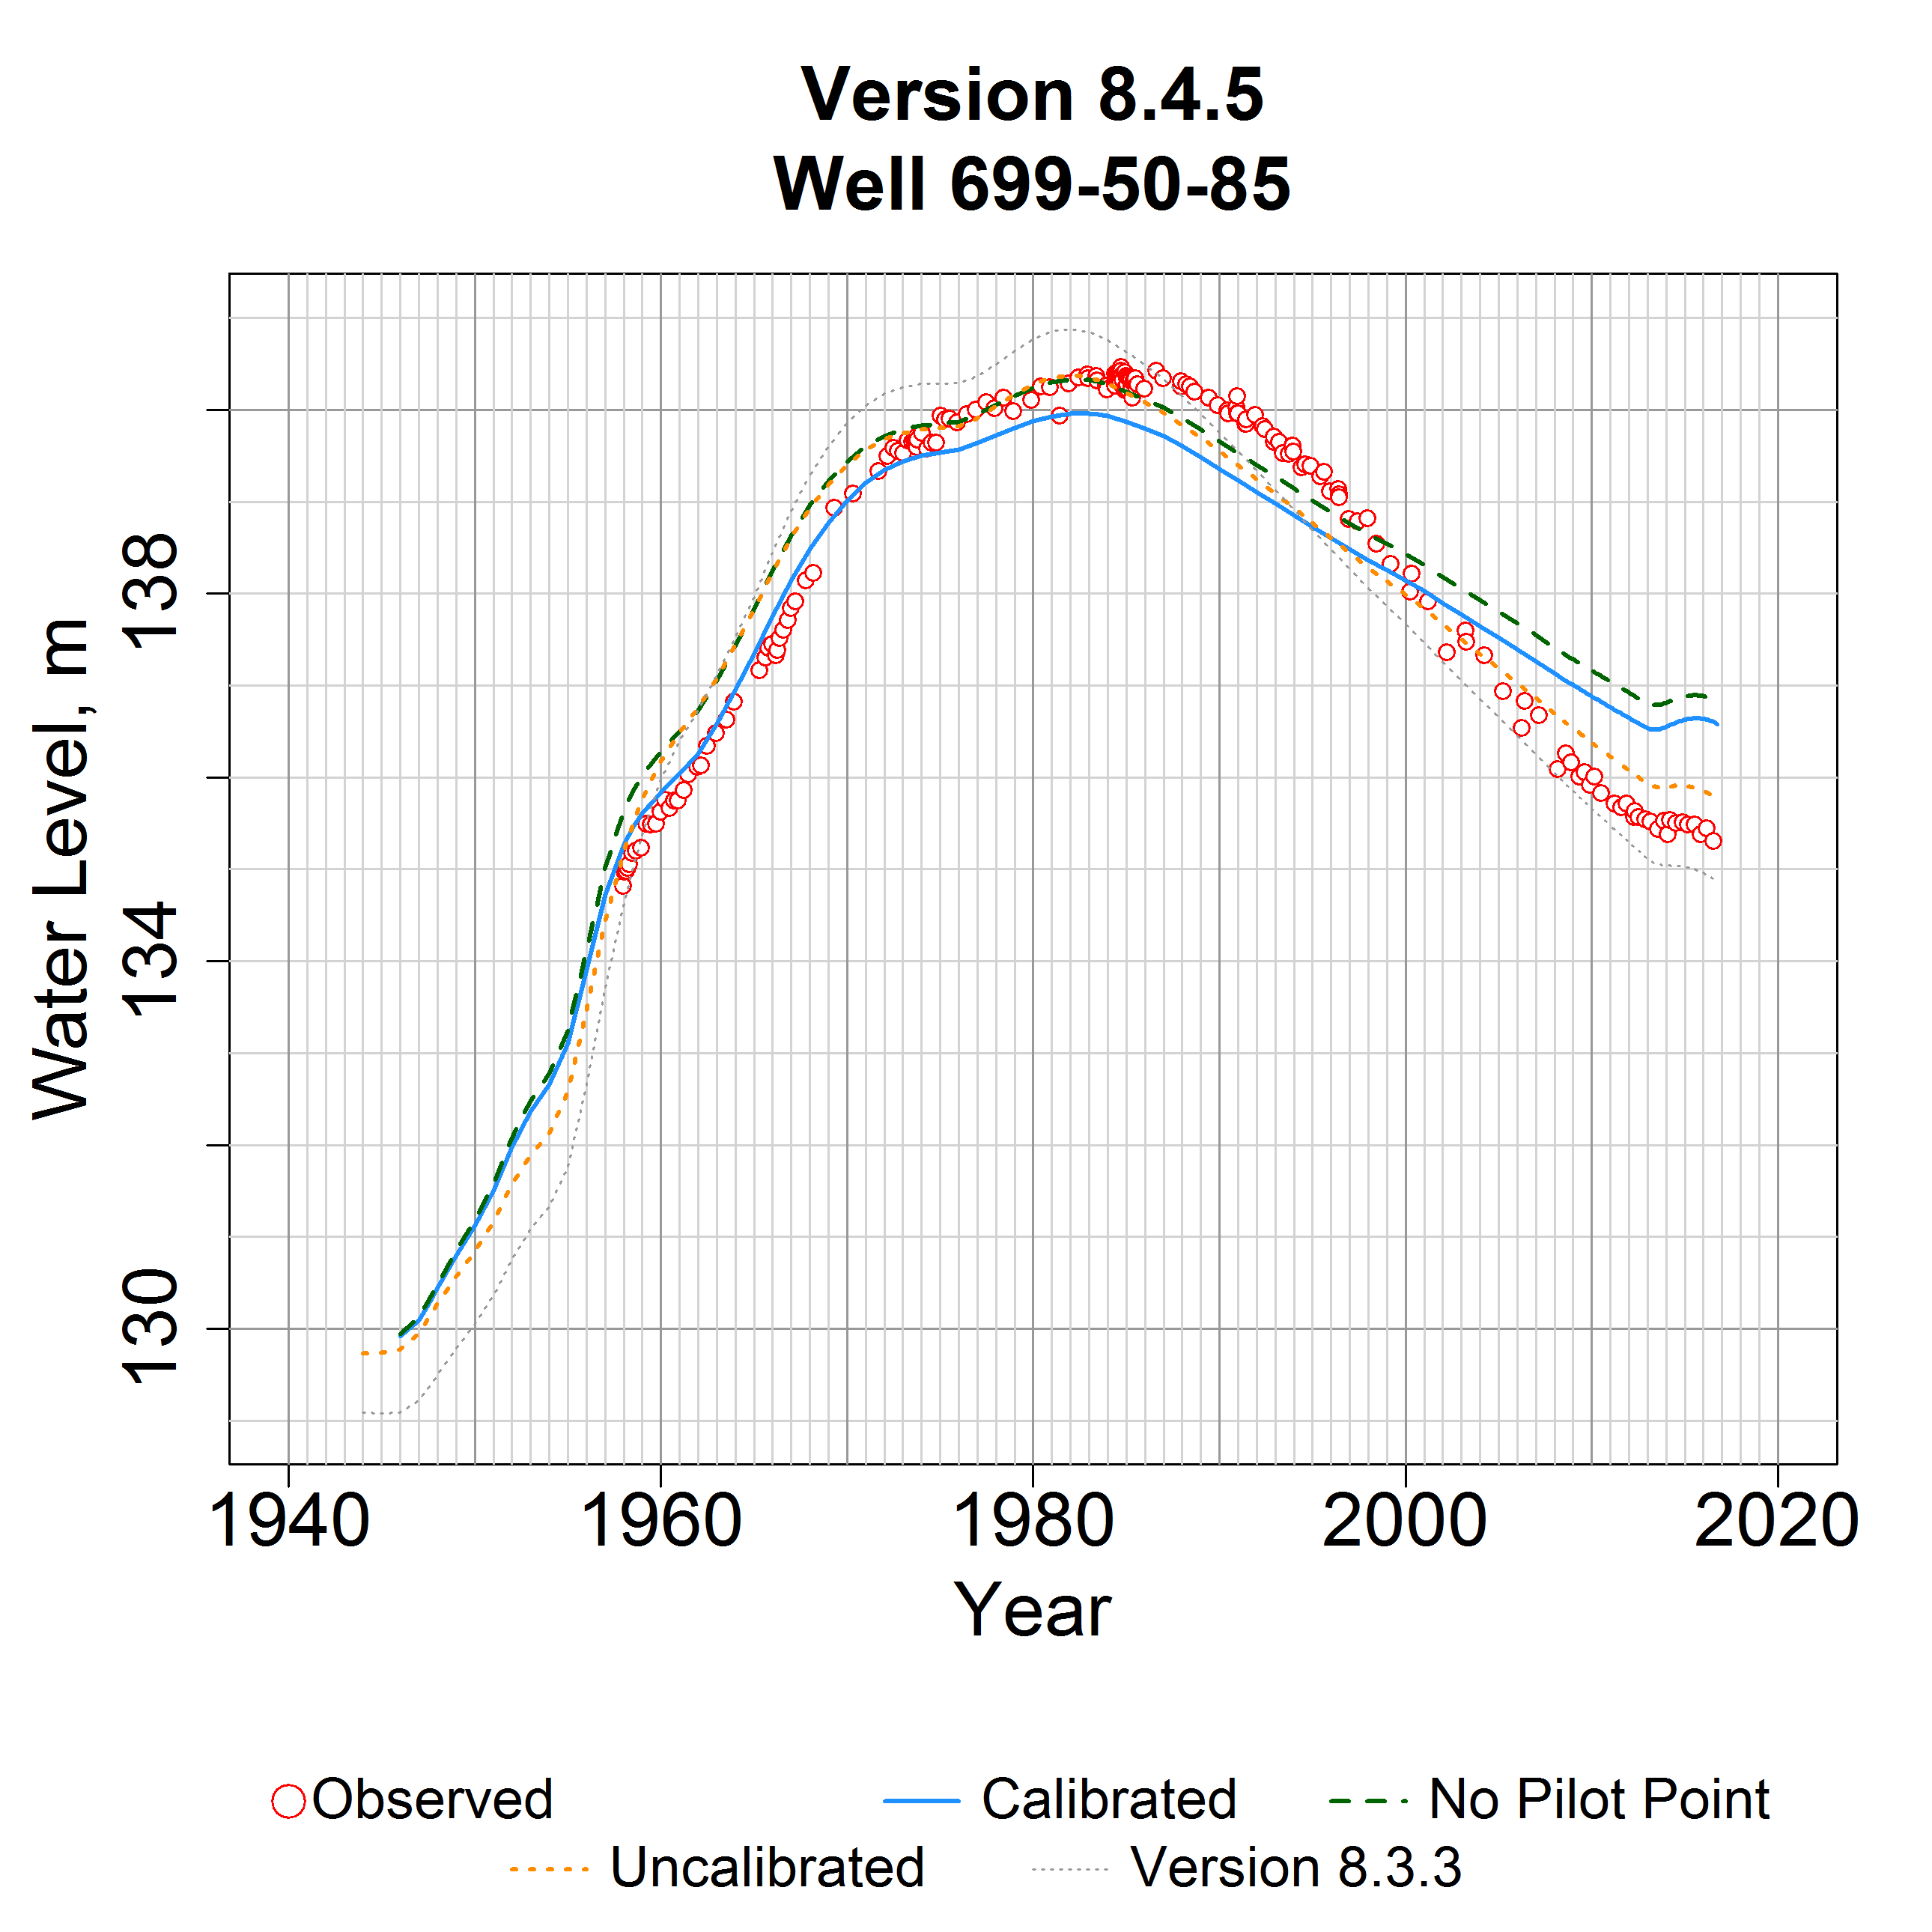 Version 8.4.5
Well 699-50-85
Water Level, m
138
134
130
1940 1960 1980 2000 2020
Year
Observed Calibrated No Pilot Point
Uncalibrated Version 8.3.3